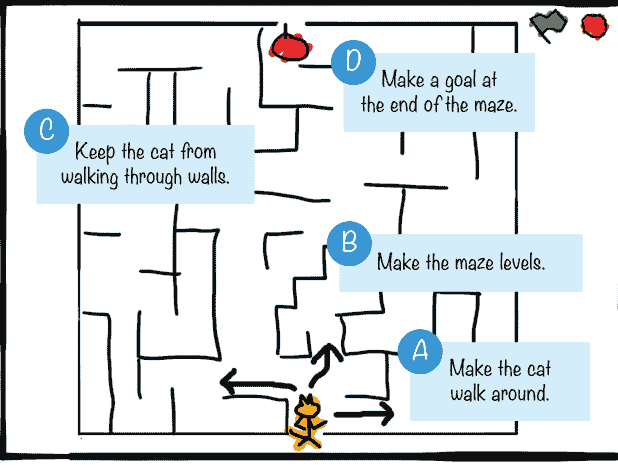 D
Make a goal at
the end of the maze.
C
Keep the cat from
walking through walls.
B
Make the maze levels.
A
Make the cat
walk around.